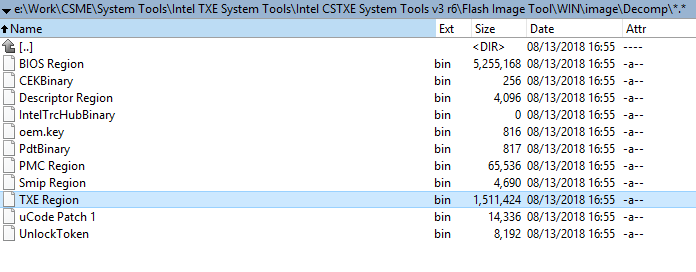 e:\Work\CSME\System Tools\Intel TXE System Tools\Intel CSTXE System Tools v3 r6\Flash Image Tool\WIN\image\Decomp\*.*
Name Ext Size Date Attr
[..] <DIR> 08/13/2018 16:55 ----
BIOS Region bin 5,255,168 08/13/2018 16:55 -a--
CEKBinary bin 256 08/13/2018 16:55 -a--
Descriptor Region bin 4,096 08/13/2018 16:55 -a--
IntelTrcHubBinary bin 0 08/13/2018 16:55 -a--
oem.key bin 816 08/13/2018 16:55 -a--
PdtBinary bin 817 08/13/2018 16:55 -a--
PMC Region bin 65,536 08/13/2018 16:55 -a--
Smip Region bin 4,690 08/13/2018 16:55 -a--
TXE Region bin 1,511,424 08/13/2018 16:55 -a--
uCode Patch 1 bin 14,336 08/13/2018 16:55 -a--
UnlockToken bin 8,192 08/13/2018 16:55 -a--